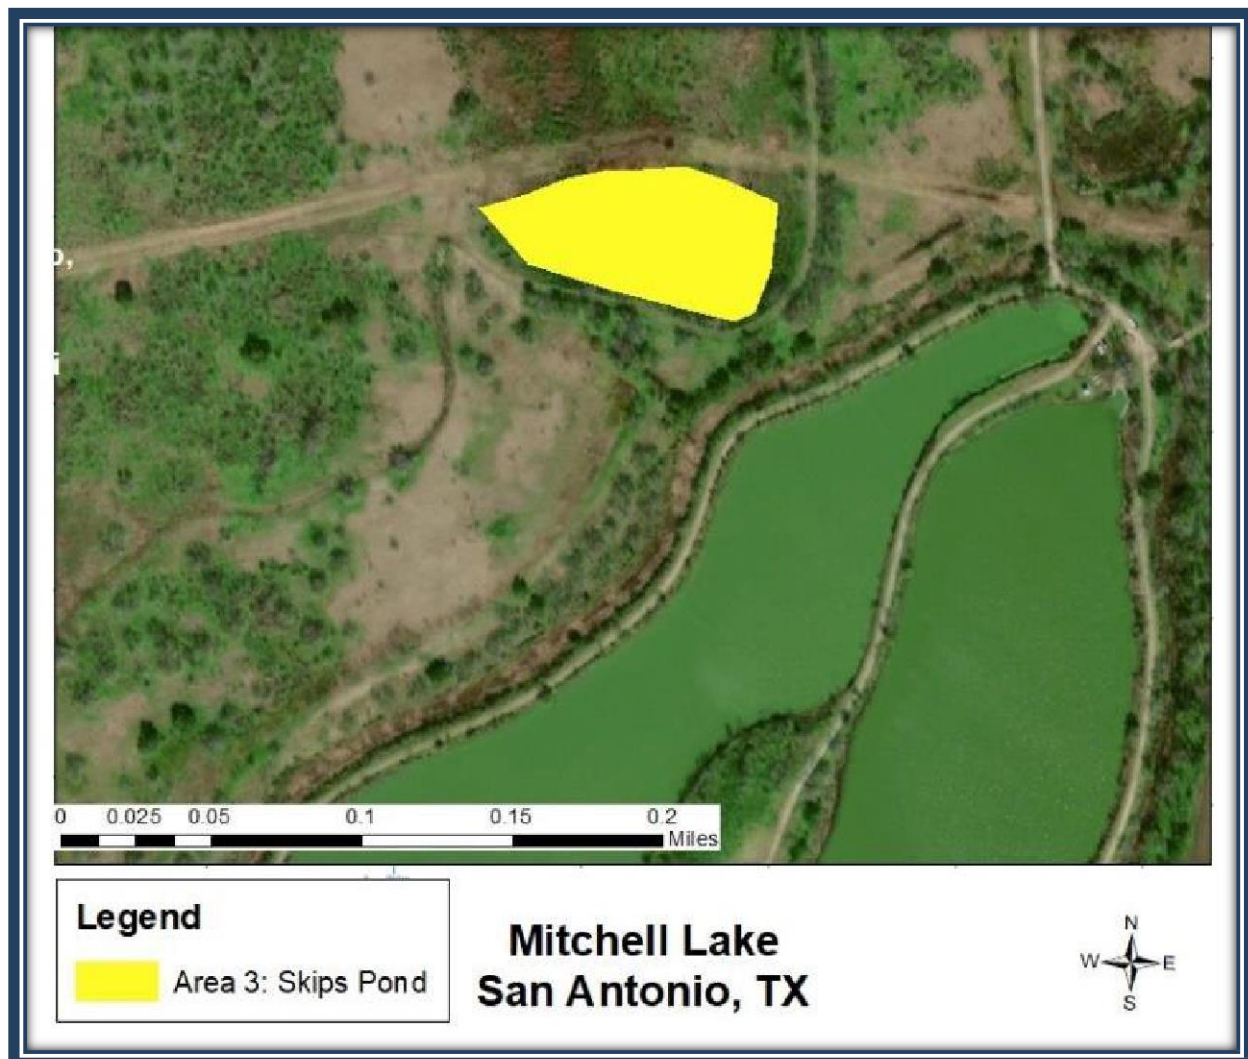 0 0.025 0.05 0.1 0.15 0.2
Miles
Legend
Area 3: Skips Pond
Mitchell Lake
San Antonio, TX
N
W E
S